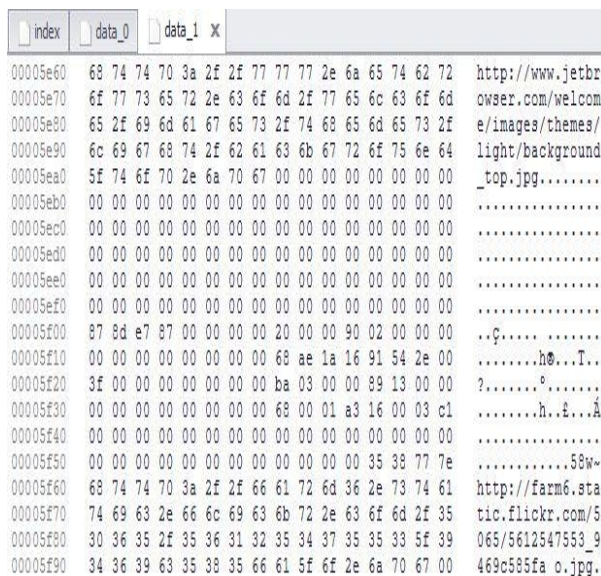 index data_0 data_1 X
00005e60 68 74 74 70 3a 2f 2f 77 77 77 2e 6a 65 74 62 72 http://www.jetbr
00005e70 6f 77 73 65 72 2e 63 6f 6d 2f 77 65 6c 63 6f 6d owser.com/welcom
00005e80 65 2f 69 6d 61 67 65 73 2f 74 68 65 6d 65 73 2f e/images/themes/
00005e90 6c 69 67 68 74 2f 62 61 63 6b 67 72 6f 75 6e 64 light/background
00005ea0 5f 74 6f 70 2e 6a 70 67 00 00 00 00 00 00 00 00 _top.jpg........
00005eb0 00 00 00 00 00 00 00 00 00 00 00 00 00 00 00 00 ................
00005ec0 00 00 00 00 00 00 00 00 00 00 00 00 00 00 00 00 ................
00005ed0 00 00 00 00 00 00 00 00 00 00 00 00 00 00 00 00 ................
00005ee0 00 00 00 00 00 00 00 00 00 00 00 00 00 00 00 00 ................
00005ef0 00 00 00 00 00 00 00 00 00 00 00 00 00 00 00 00 ................
00005f00 87 8d e7 87 00 00 00 00 20 00 00 90 02 00 00 00 ..ç..... .......
00005f10 00 00 00 00 00 00 00 00 68 ae 1a 16 91 54 2e 00 ........h®...T..
00005f20 3f 00 00 00 00 00 00 00 ba 03 00 00 89 13 00 00 ?.......º.......
00005f30 00 00 00 00 00 00 00 00 68 00 01 a3 16 00 03 c1 ........h..£...Á
00005f40 00 00 00 00 00 00 00 00 00 00 00 00 00 00 00 00 ................
00005f50 00 00 00 00 00 00 00 00 00 00 00 00 35 38 77 7e ............58w~
00005f60 68 74 74 70 3a 2f 2f 66 61 72 6d 36 2e 73 74 61 http://farm6.sta
00005f70 74 69 63 2e 66 6c 69 63 6b 72 2e 63 6f 6d 2f 35 tic.flickr.com/5
00005f80 30 36 35 2f 35 36 31 32 35 34 37 35 35 33 5f 39 065/5612547553_9
00005f90 34 36 39 63 35 38 35 66 61 5f 6f 2e 6a 70 67 00 469c585fa_o.jpg.